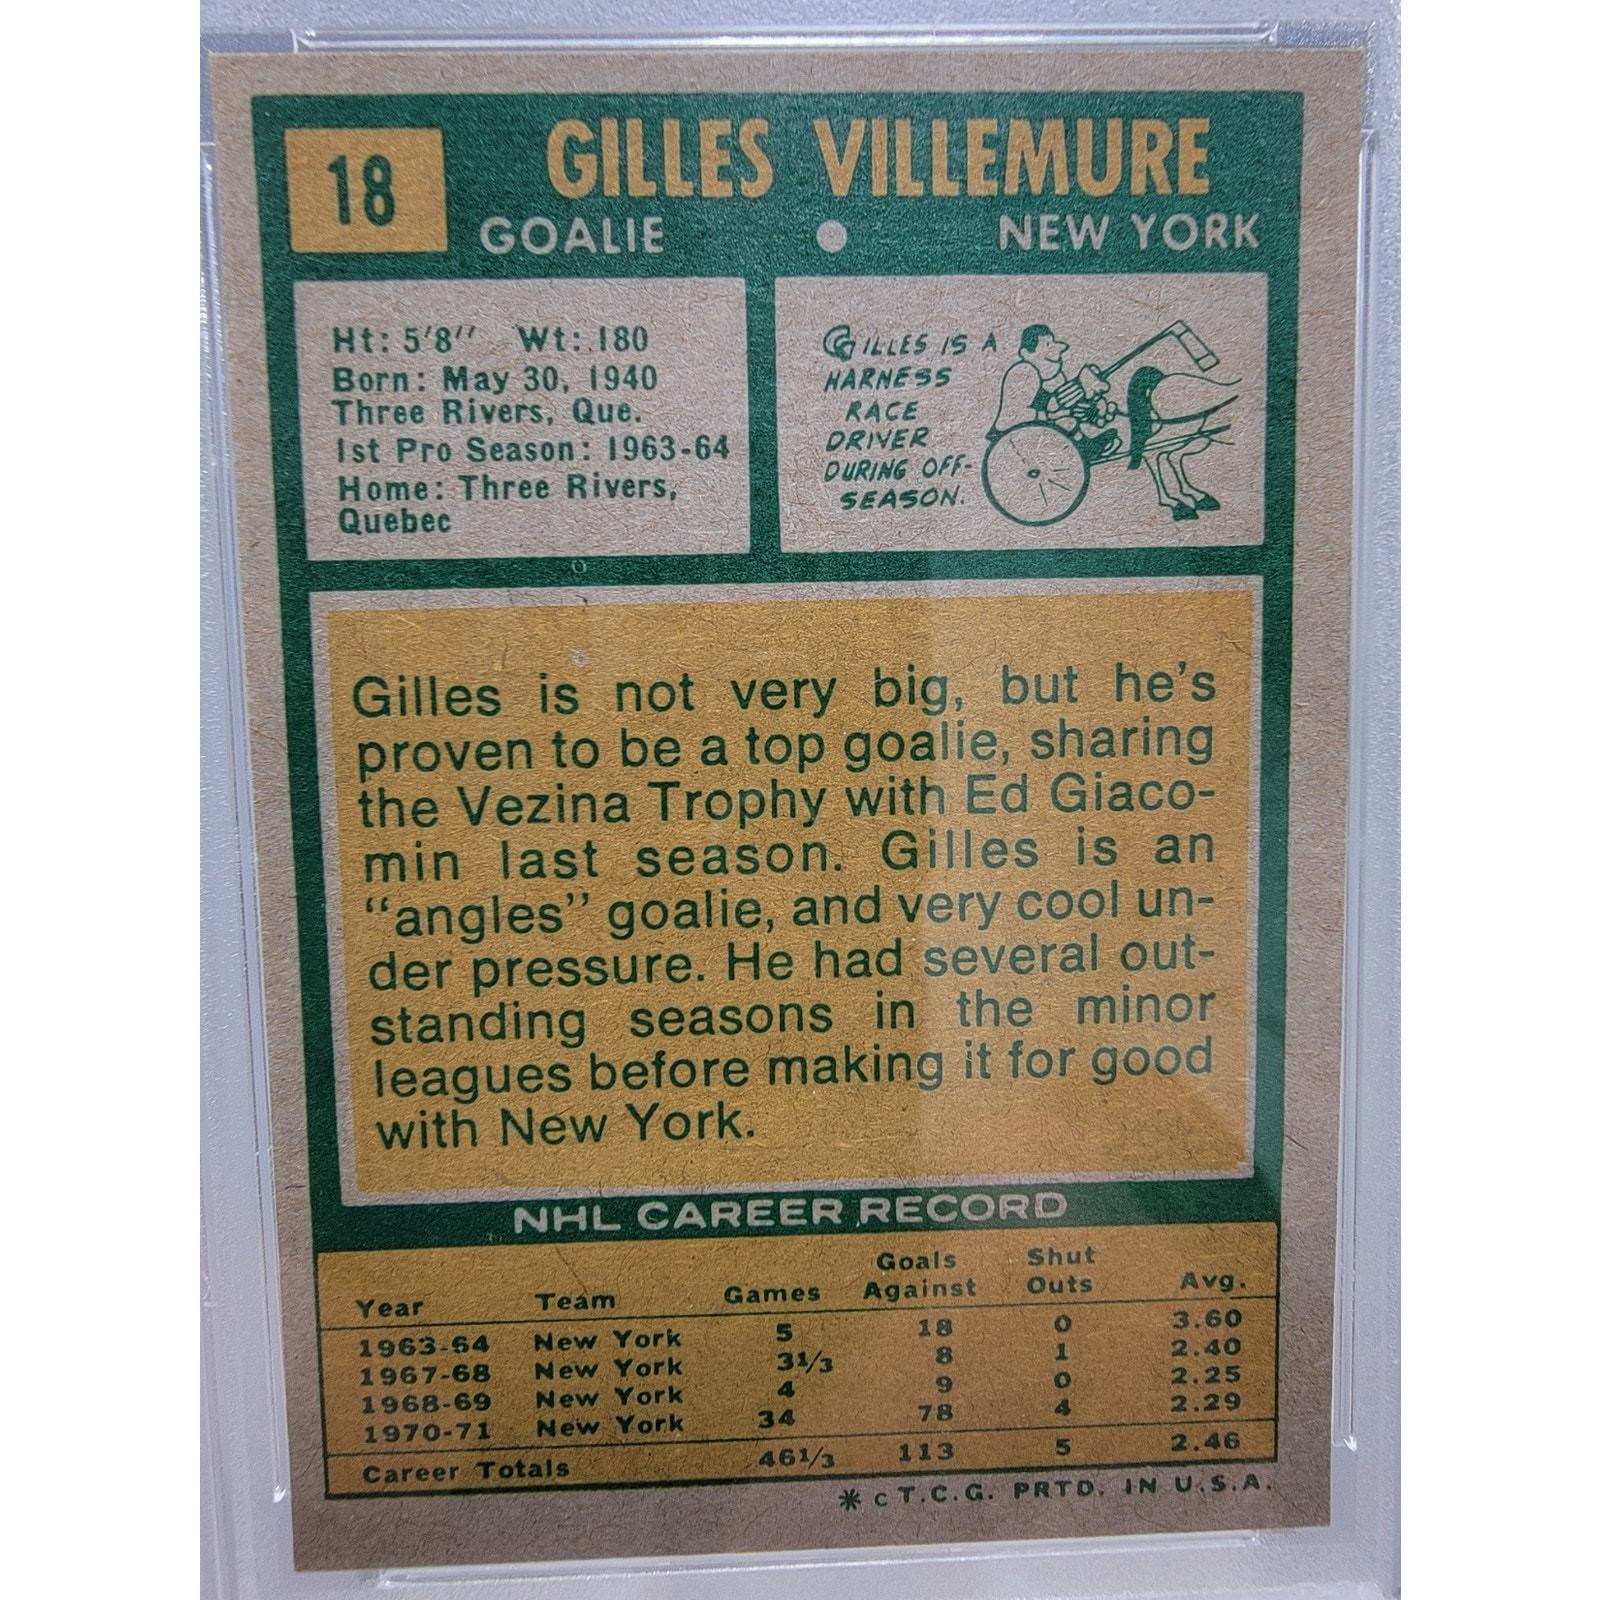 18
GILLES VILLEMURE
GOALIE ● NEW YORK
Ht: 5'8" Wt: 180
Born: May 30, 1940
Three Rivers, Que.
1st Pro Season: 1963-64
Home: Three Rivers,
Quebec
GILLES IS A
HARNESS
RACE
DRIVER
DURING OFF-
SEASON.
Gilles is not very big, but he's
proven to be a top goalie, sharing
the Vezina Trophy with Ed Giaco-
min last season. Gilles is an
"angles" goalie, and very cool un-
der pressure. He had several out-
standing seasons in the minor
leagues before making it for good
with New York.
NHL CAREER RECORD
Year Team Games Goals Against Shut Outs Avg.
1963-64 New York 5 18 0 3.60
1967-68 New York 3 1/3 8 1 2.40
1968-69 New York 4 9 0 2.25
1970-71 New York 34 78 4 2.29
Career Totals 46 1/3 113 5 2.46
* c T.C.G. PRTD. IN U.S.A.